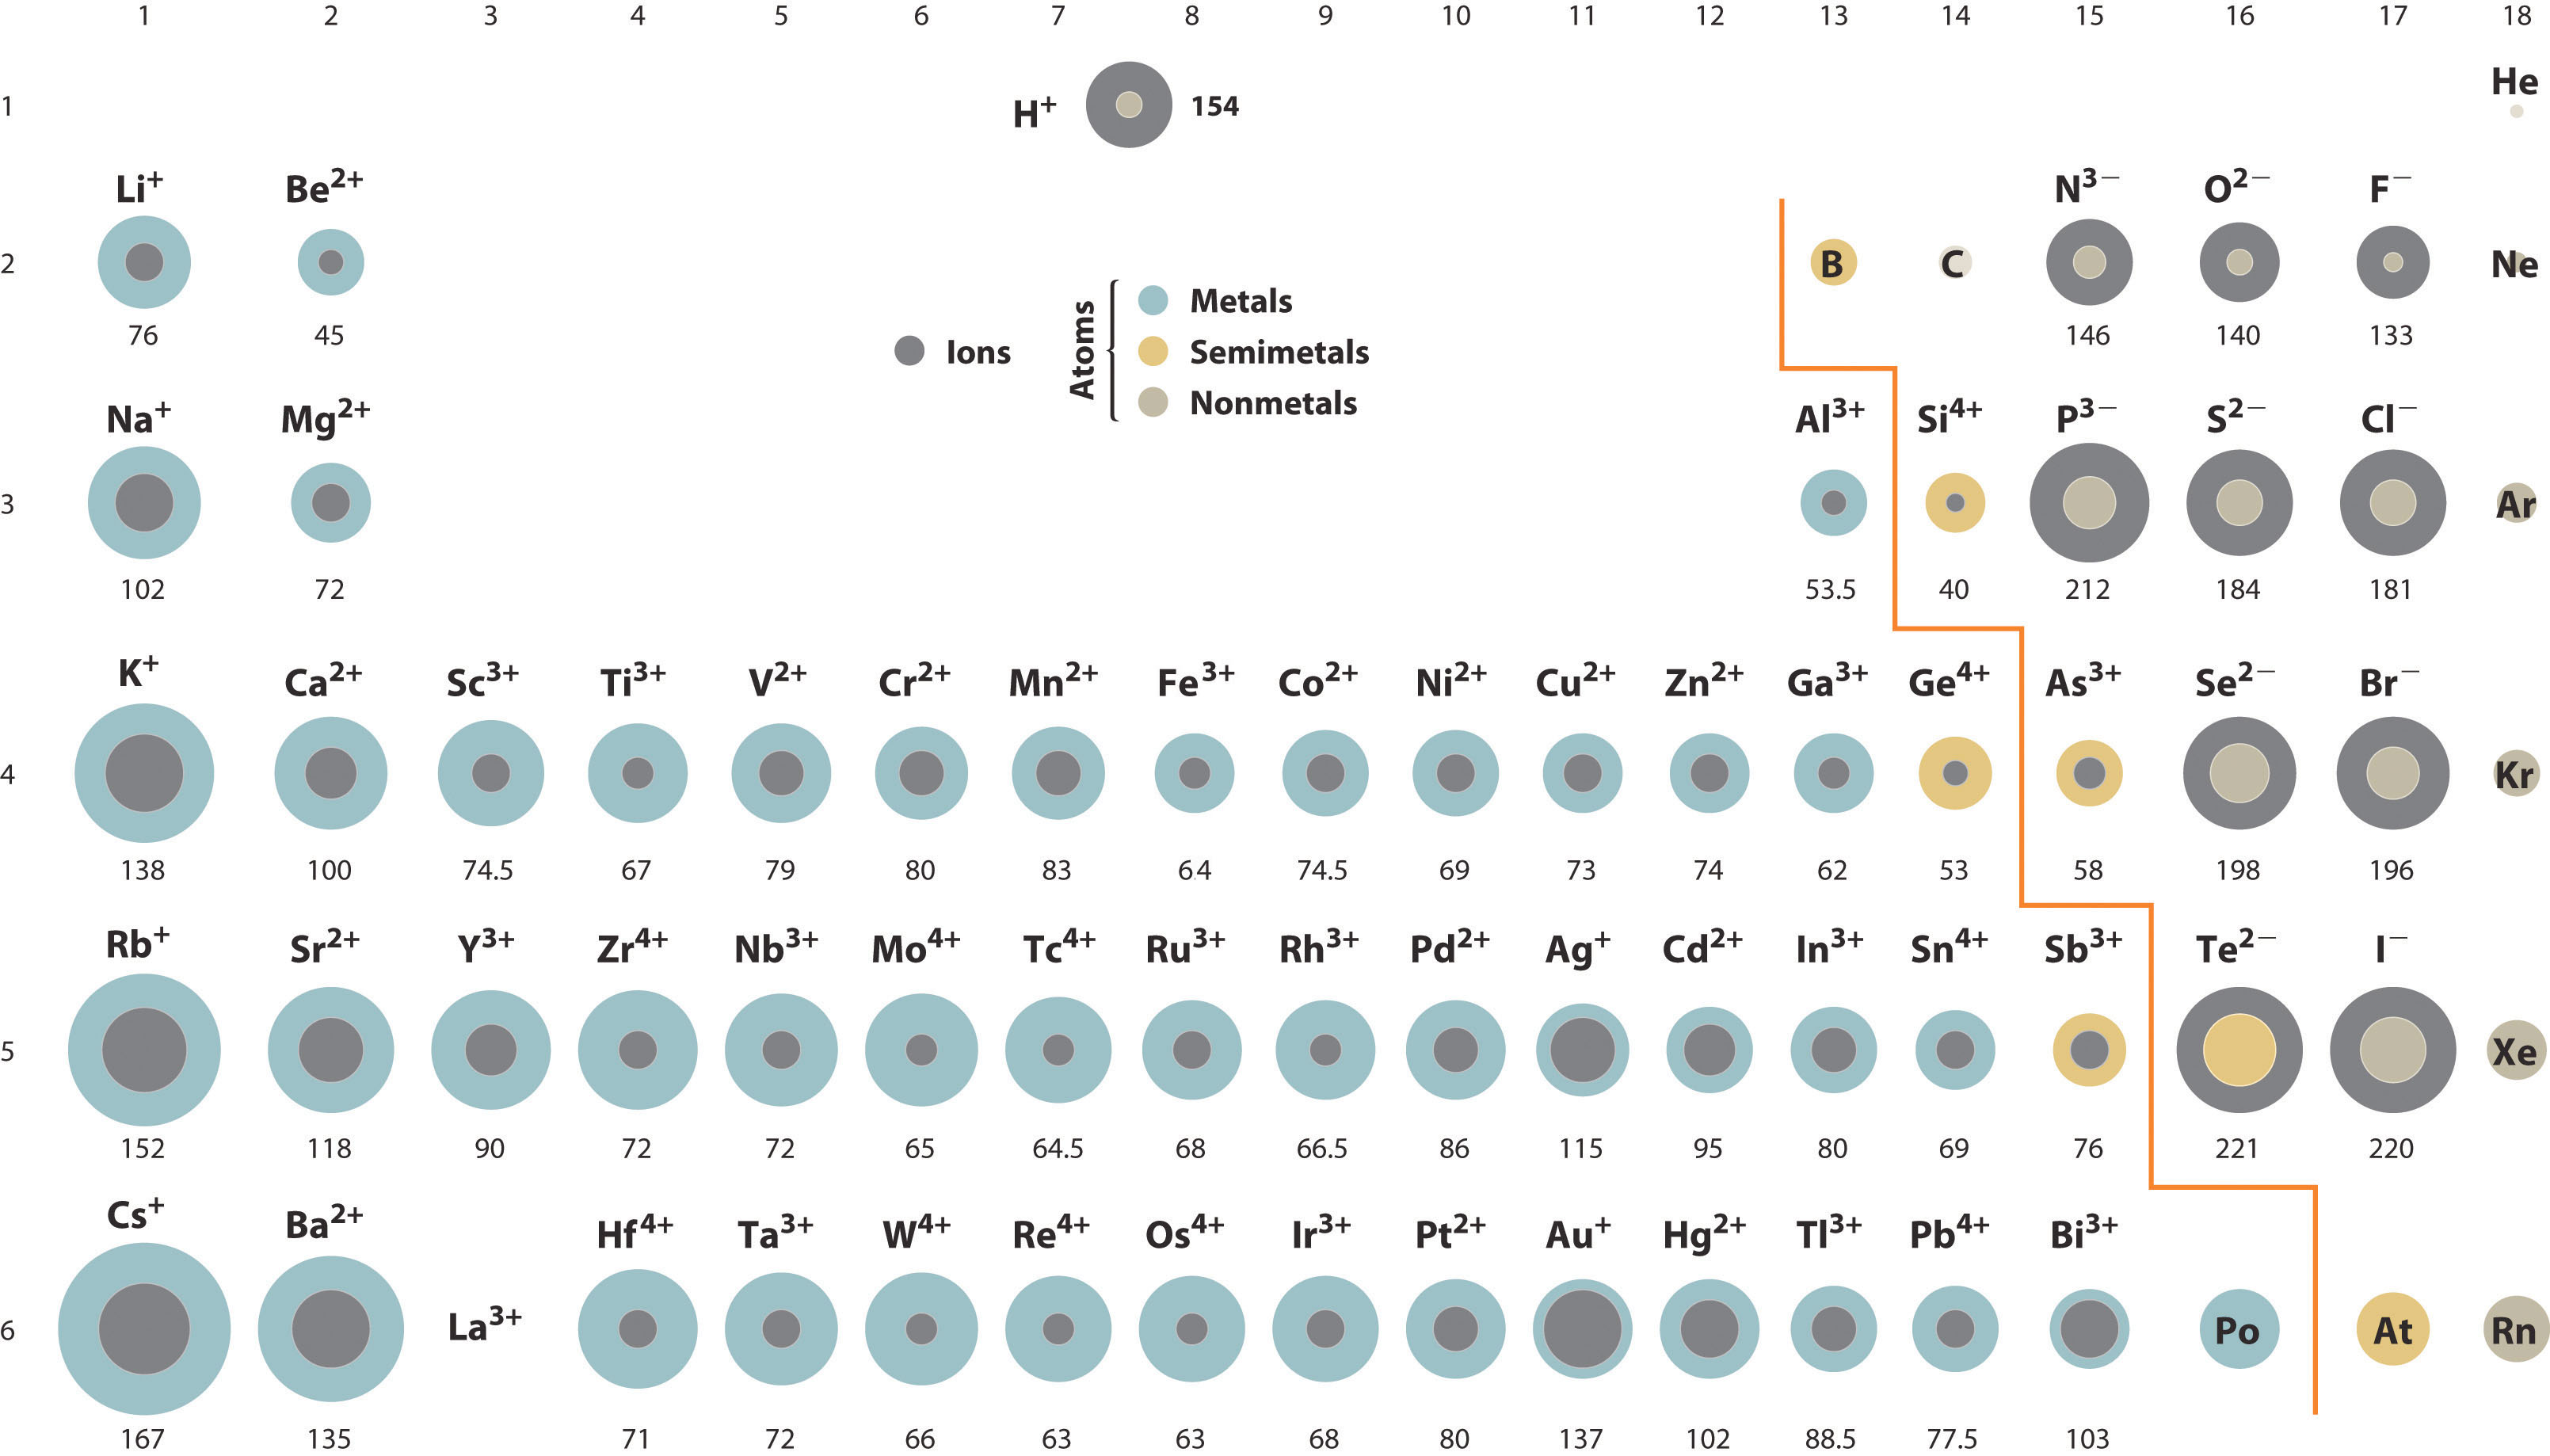 1 2 3 4 5 6 7 8 9 10 11 12 13 14 15 16 17 18
1 H⁺ 154 He
Li⁺ Be²⁺ N³⁻ O²⁻ F⁻
2 B C Ne
76 45 146 140 133
Ions
Atoms
Metals
Semimetals
Nonmetals
Na⁺ Mg²⁺ Al³⁺ Si⁴⁺ P³⁻ S²⁻ Cl⁻
3 Ar
102 72 53.5 40 212 184 181
K⁺ Ca²⁺ Sc³⁺ Ti³⁺ V²⁺ Cr²⁺ Mn²⁺ Fe³⁺ Co²⁺ Ni²⁺ Cu²⁺ Zn²⁺ Ga³⁺ Ge⁴⁺ As³⁺ Se²⁻ Br⁻
4 Kr
138 100 74.5 67 79 80 83 64 74.5 69 73 74 62 53 58 198 196
Rb⁺ Sr²⁺ Y³⁺ Zr⁴⁺ Nb³⁺ Mo⁴⁺ Tc⁴⁺ Ru³⁺ Rh³⁺ Pd²⁺ Ag⁺ Cd²⁺ In³⁺ Sn⁴⁺ Sb³⁺ Te²⁻ I⁻
5 Xe
152 118 90 72 72 65 64.5 68 66.5 86 115 95 80 69 76 221 220
Cs⁺ Ba²⁺ Hf⁴⁺ Ta³⁺ W⁴⁺ Re⁴⁺ Os⁴⁺ Ir³⁺ Pt²⁺ Au⁺ Hg²⁺ Tl³⁺ Pb⁴⁺ Bi³⁺
6 La³⁺ Po At Rn
167 135 71 72 66 63 63 68 80 137 102 88.5 77.5 103